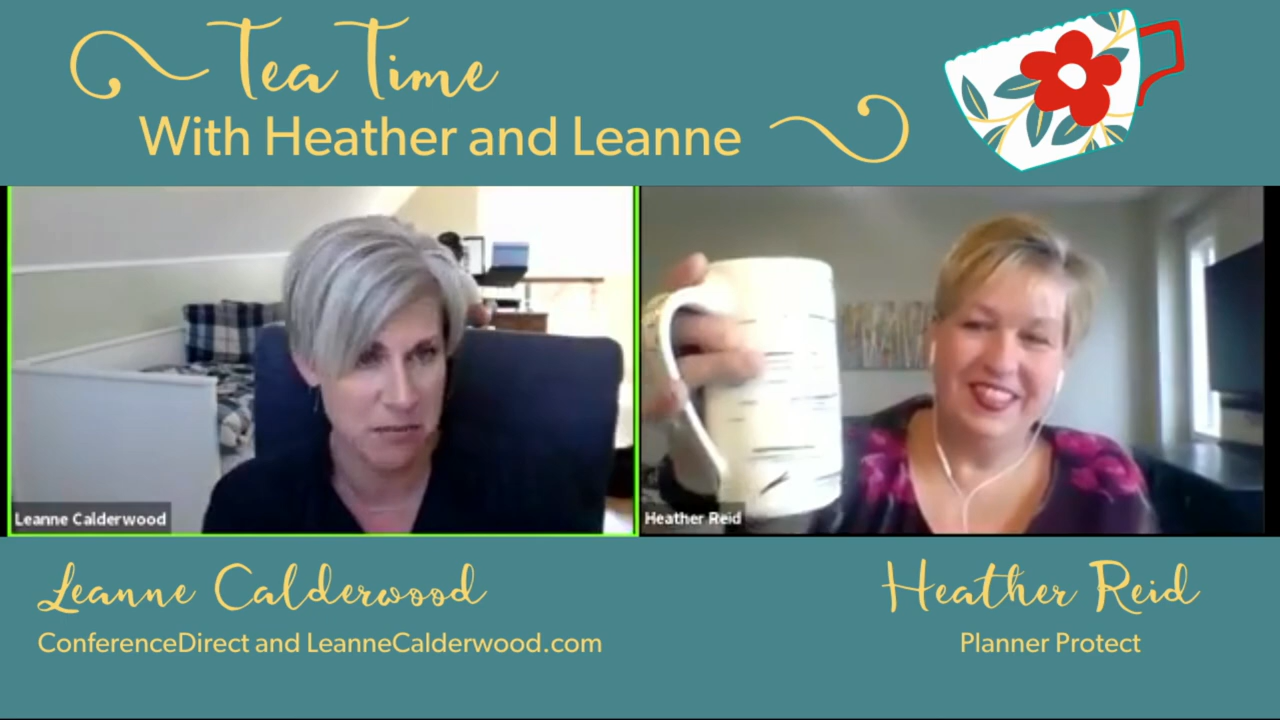 Tea Time
With Heather and Leanne
Leanne Calderwood
Heather Reid
Leanne Calderwood
ConferenceDirect and LeanneCalderwood.com
Heather Reid
Planner Protect